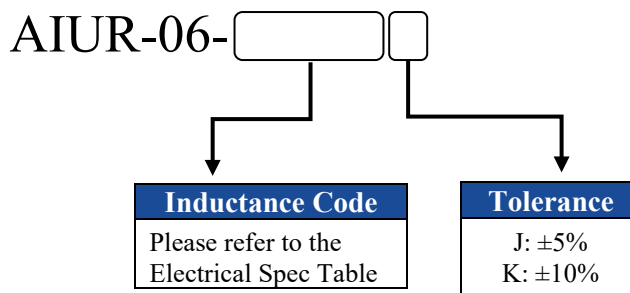 AIUR-06-
Inductance Code
Please refer to the
Electrical Spec Table
Tolerance
J: ±5%
K: ±10%